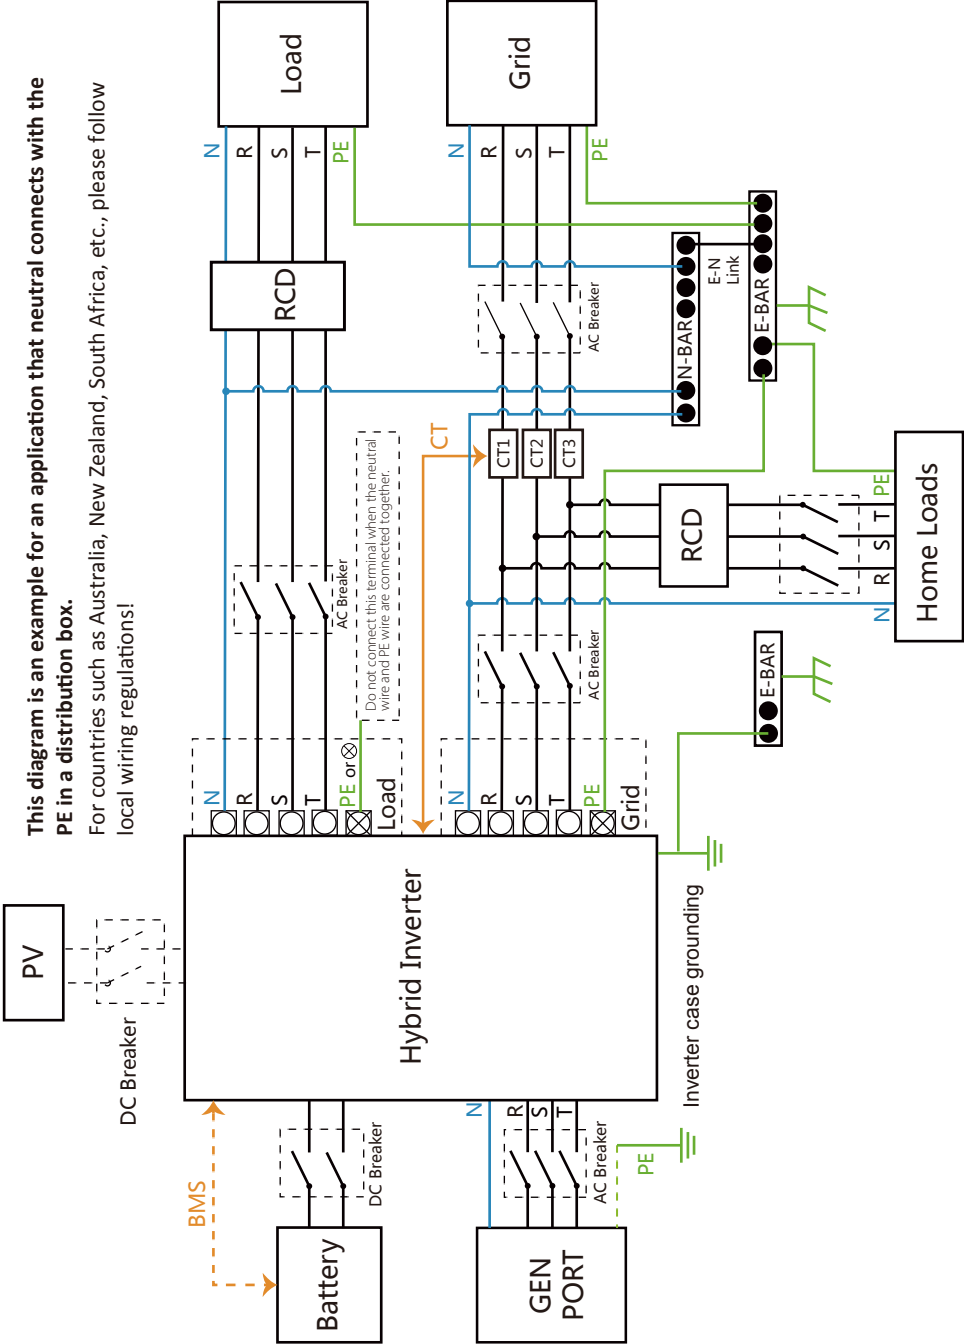 This diagram is an example for an application that neutral connects with the
PE in a distribution box.
For countries such as Australia, New Zealand, South Africa, etc., please follow
local wiring regulations!
PV
DC Breaker
BMS
Battery
DC Breaker
Hybrid Inverter
GEN
PORT
N
R
S
T
AC Breaker
PE
Inverter case grounding
N
R
S
T
PE or
Load
Do not connect this terminal when the neutral
wire and PE wire are connected together.
AC Breaker
RCD
N
R
S
T
PE
Load
N
R
S
T
PE
Grid
AC Breaker
CT
CT1
CT2
CT3
AC Breaker
N
R
S
T
PE
Grid
N-BAR
E-N
Link
E-BAR
RCD
N
R
S
T
PE
Home Loads
E-BAR